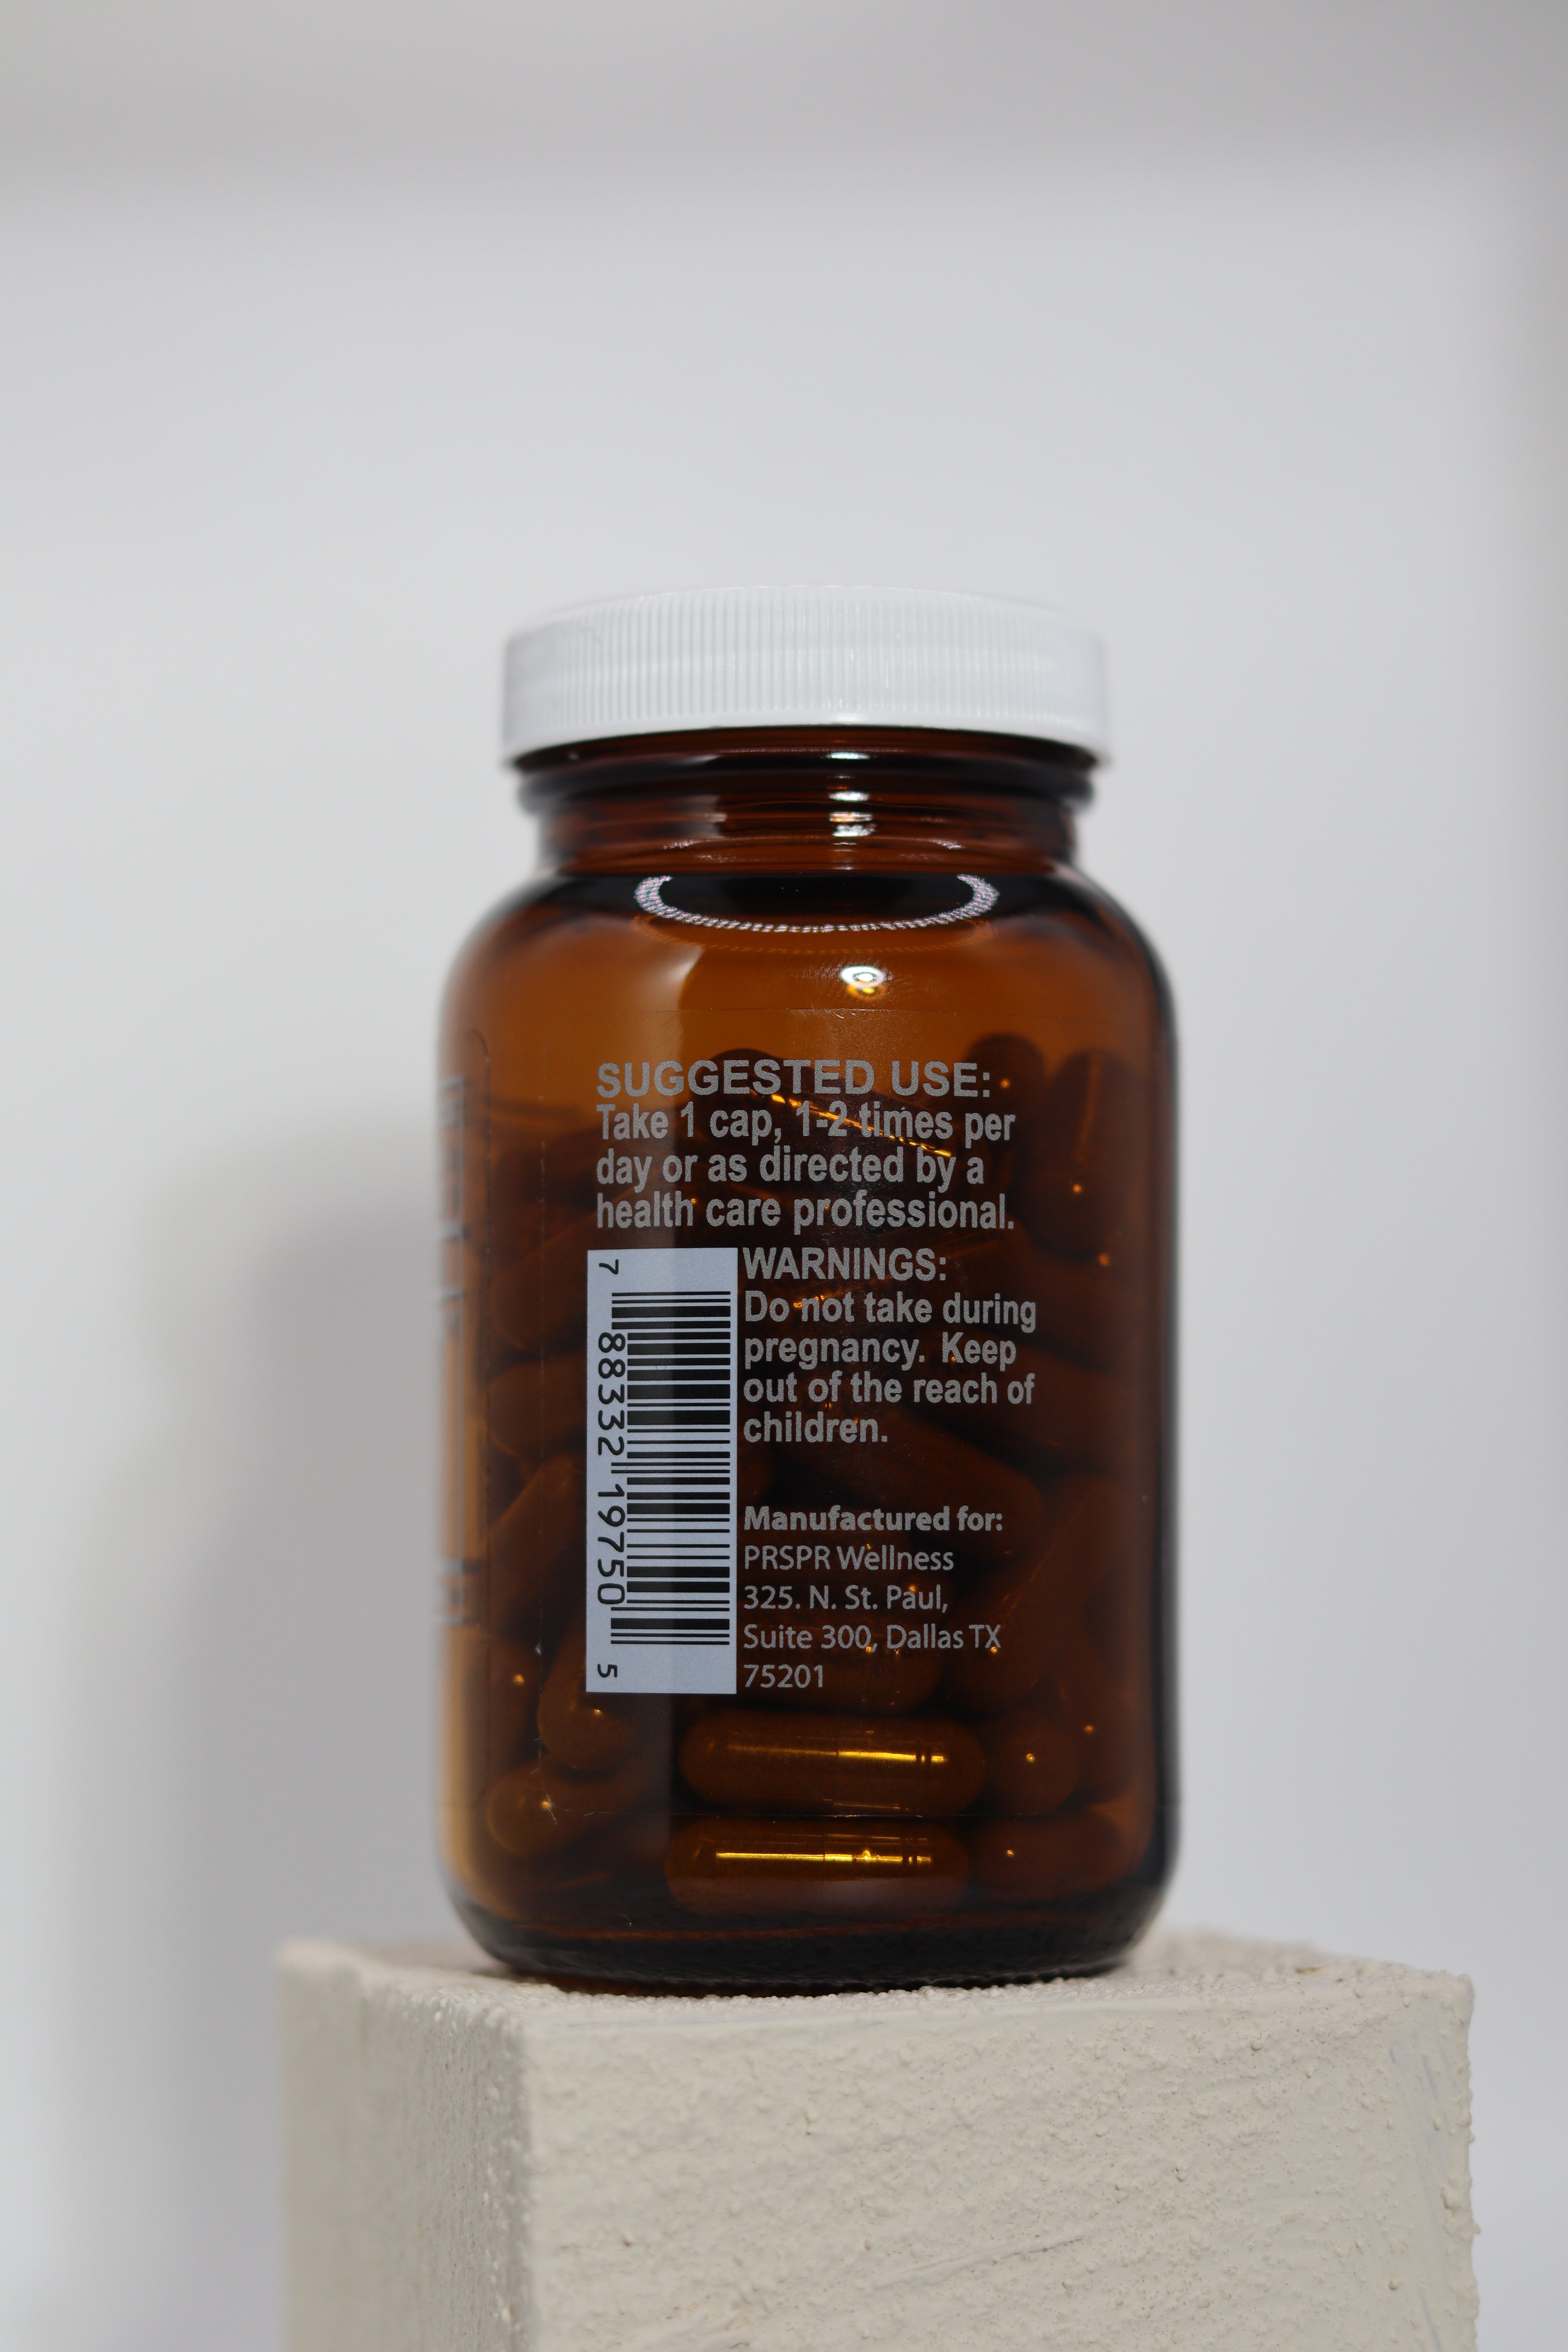 SUGGESTED USE:
Take 1 cap, 1-2 times per
day or as directed by a
health care professional.
WARNINGS:
Do not take during
pregnancy. Keep
out of the reach of
children.
7 88332 19750 5
Manufactured for:
PRSPR Wellness
325. N. St. Paul,
Suite 300, Dallas TX
75201